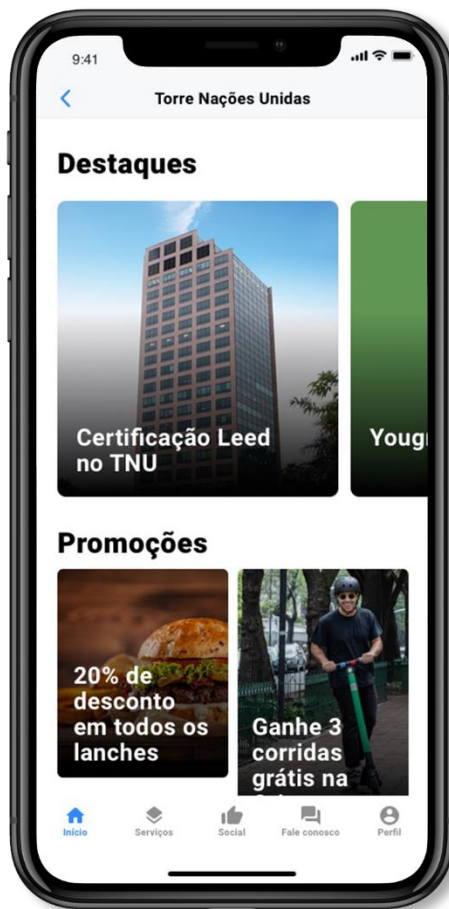 9:41
Torre Nações Unidas
Destaques
Certificação Leed
no TNU
Promoções
20% de
desconto
em todos os
lanches
Ganhe 3
corridas
grátis na
Início
Serviços
Social
Fale conosco
Perfil